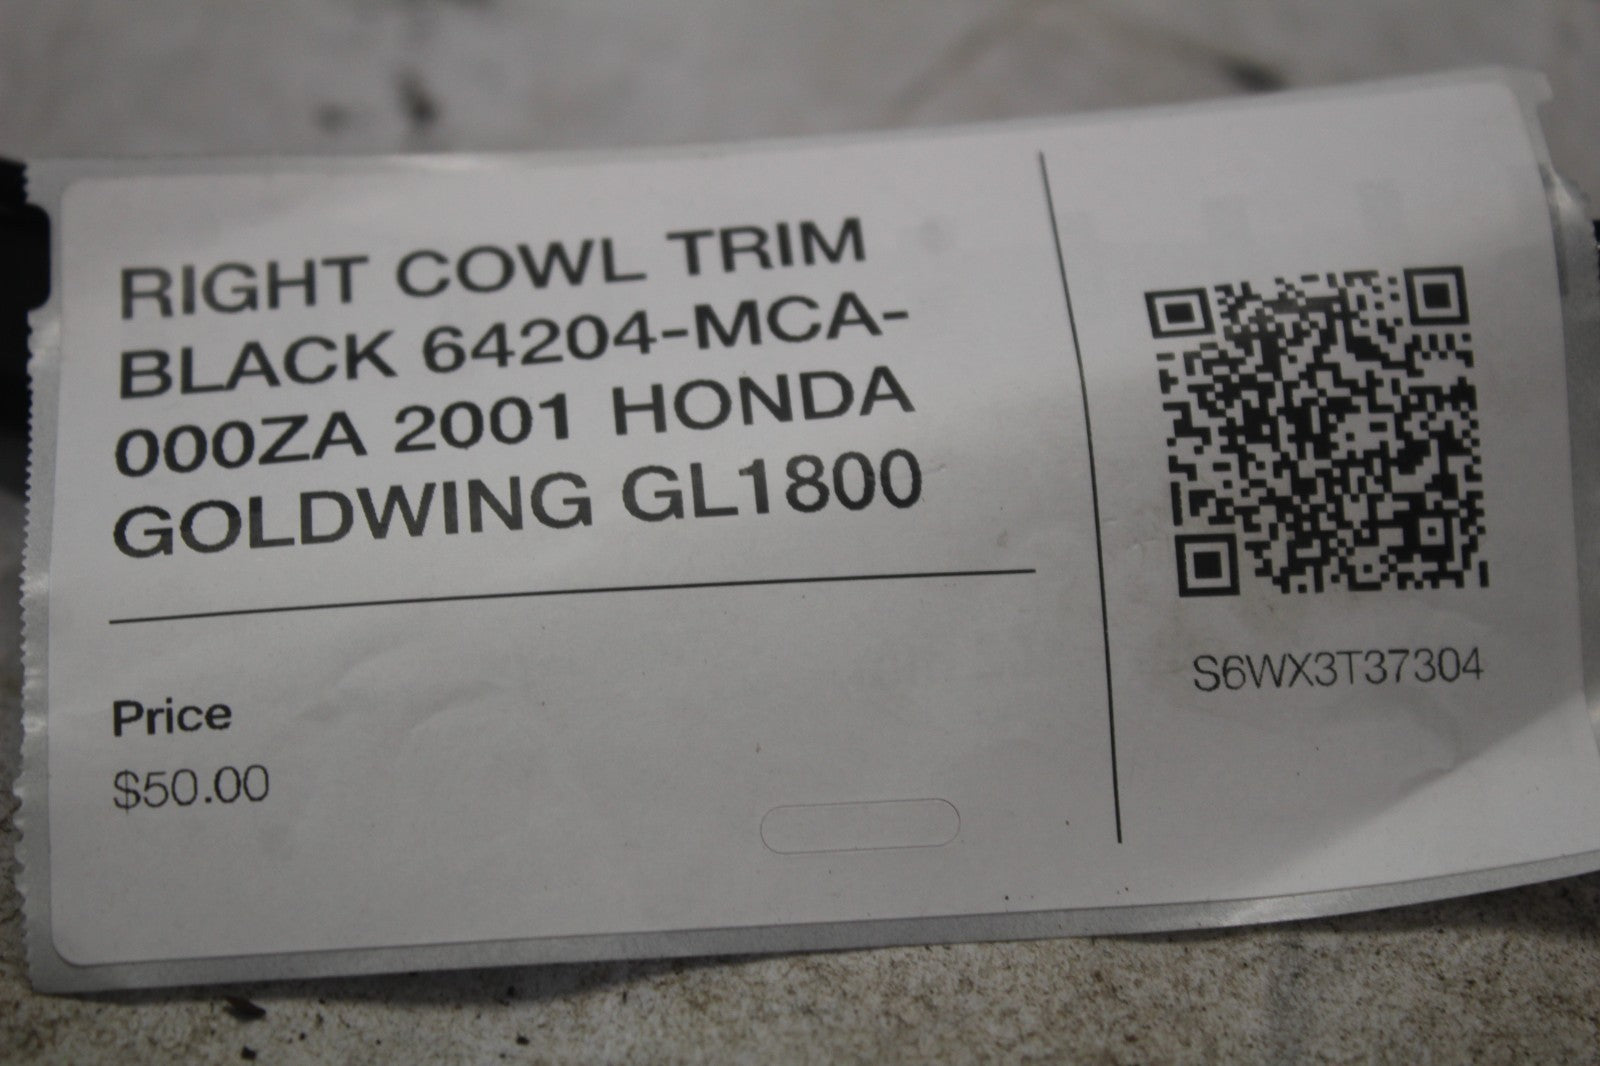 RIGHT COWL TRIM
BLACK 64204-MCA-
000ZA 2001 HONDA
GOLDWING GL1800
Price
$50.00
S6WX3T37304